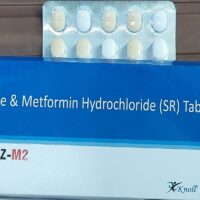 e & Metformin Hydrochloride (SR) Tab
Z-M2
Knoll